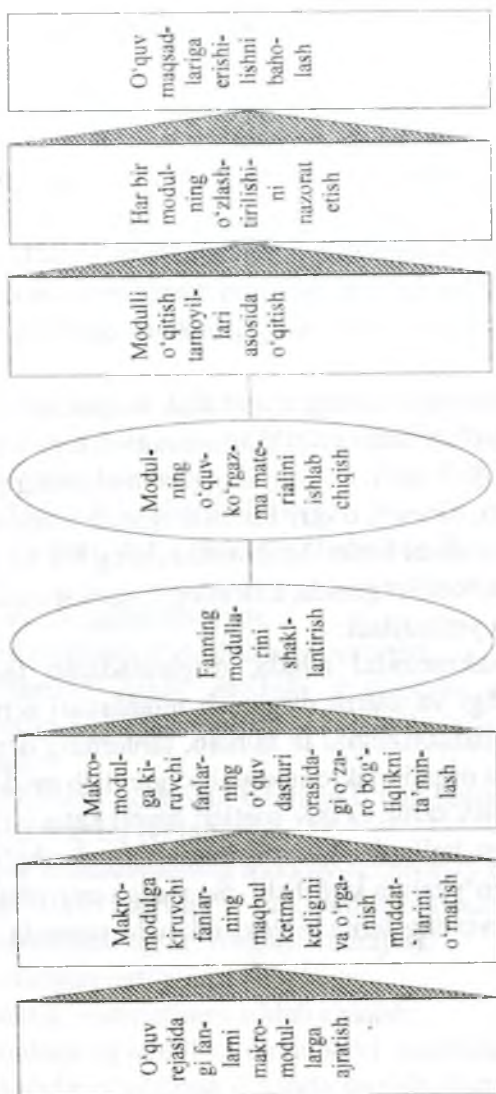 O‘quv
rejasida
gi fan-
larni
makro-
modul-
larga
ajratish
Makro-
modulga
kiruvchi
fanlar-
ning
maqbul
ketma-
ketligini
va o‘rga-
nish
muddat-
larini
o‘rnatish
Makro-
modul-
ga ki-
ruvchi
fanlar-
ning
o‘quv
dasturi
orasida-
gi o‘za-
ro bog‘
liqlikni
ta’min-
lash
Fanning
modulla-
rini
shakl-
lantirish
Modul-
ning
o‘quv-
ko‘rgaz-
ma mate-
rialini
ishlab
chiqish
Modulli
o‘qitish
tamoyil-
lari
asosida
o‘qitish
Har bir
modul-
ning
o‘zlash-
tirilishi-
ni
nazorat
etish
O‘quv
maqsad-
lariga
erishi-
lishni
baho-
lash